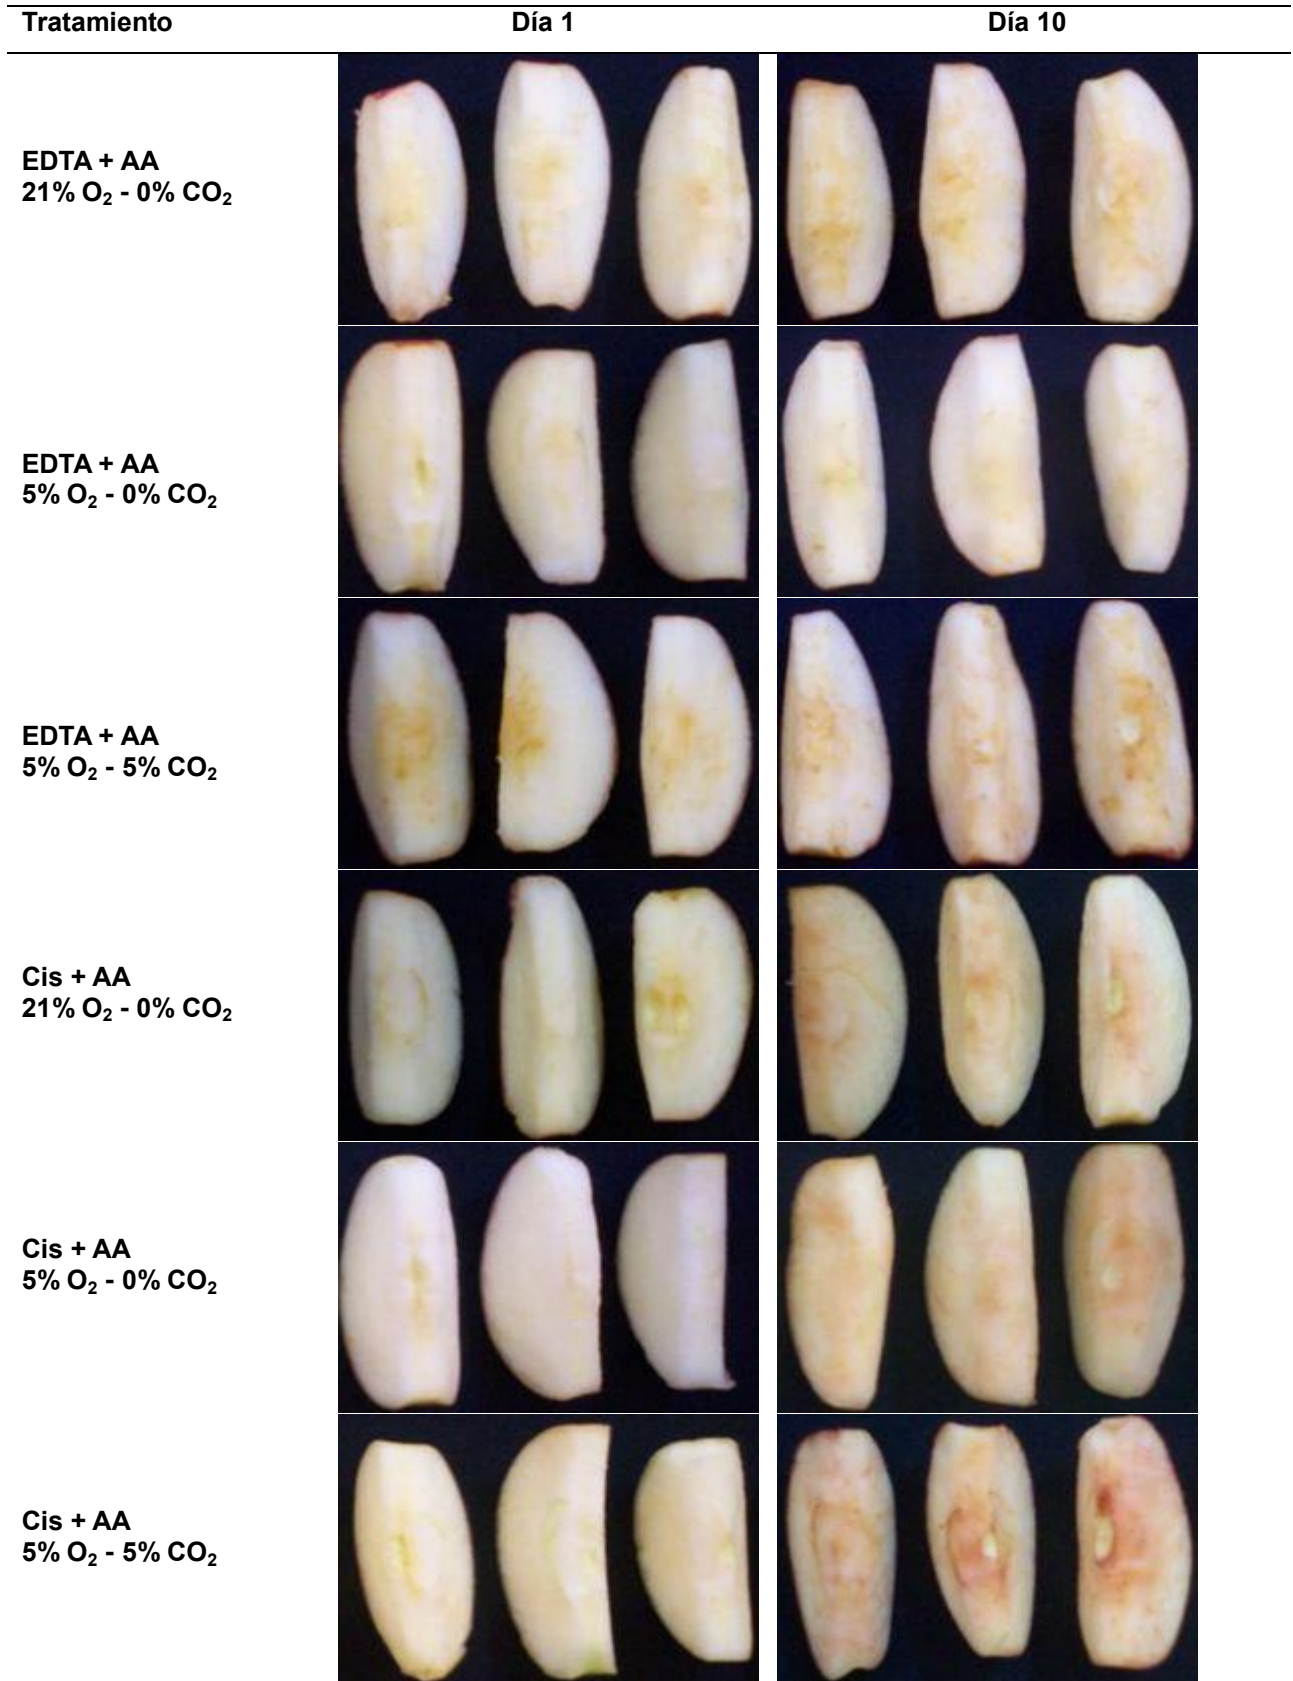 Tratamiento Día 1 Día 10
EDTA + AA
21% O₂ - 0% CO₂
EDTA + AA
5% O₂ - 0% CO₂
EDTA + AA
5% O₂ - 5% CO₂
Cis + AA
21% O₂ - 0% CO₂
Cis + AA
5% O₂ - 0% CO₂
Cis + AA
5% O₂ - 5% CO₂